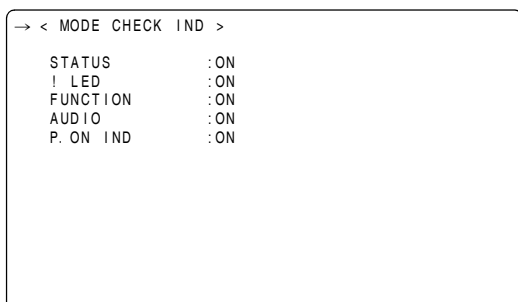 → < MODE CHECK IND >
STATUS :ON
! LED :ON
FUNCTION :ON
AUDIO :ON
P.ON IND :ON